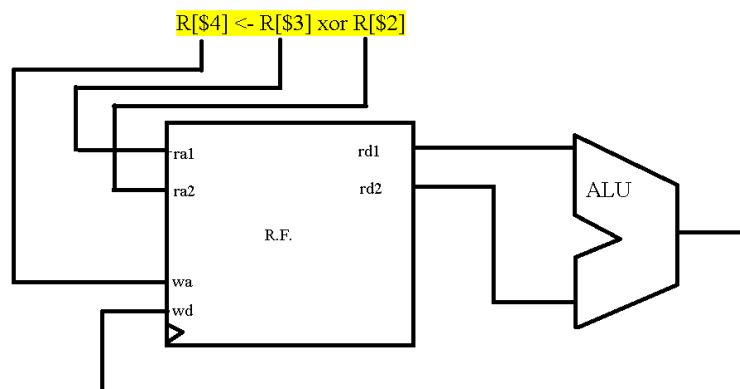 R[$4] <- R[$3] xor R[$2]
ra1
rd1
ra2
rd2
ALU
R.F.
wa
wd